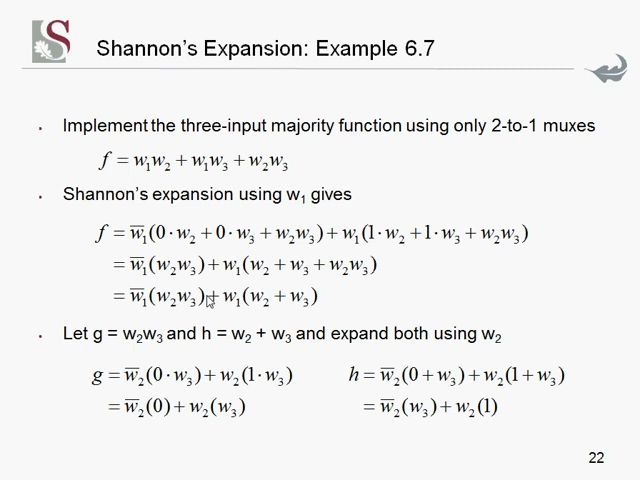 S
Shannon's Expansion: Example 6.7
• Implement the three-input majority function using only 2-to-1 muxes
f = w₁w₂ + w₁w₃ + w₂w₃
• Shannon's expansion using w₁ gives
f = w̅₁(0·w₂ + 0·w₃ + w₂w₃) + w₁(1·w₂ + 1·w₃ + w₂w₃)
= w̅₁(w₂w₃) + w₁(w₂ + w₃ + w₂w₃)
= w̅₁(w₂w₃) + w₁(w₂ + w₃)
• Let g = w₂w₃ and h = w₂ + w₃ and expand both using w₂
g = w̅₂(0·w₃) + w₂(1·w₃)
= w̅₂(0) + w₂(w₃)
h = w̅₂(0 + w₃) + w₂(1 + w₃)
= w̅₂(w₃) + w₂(1)
22